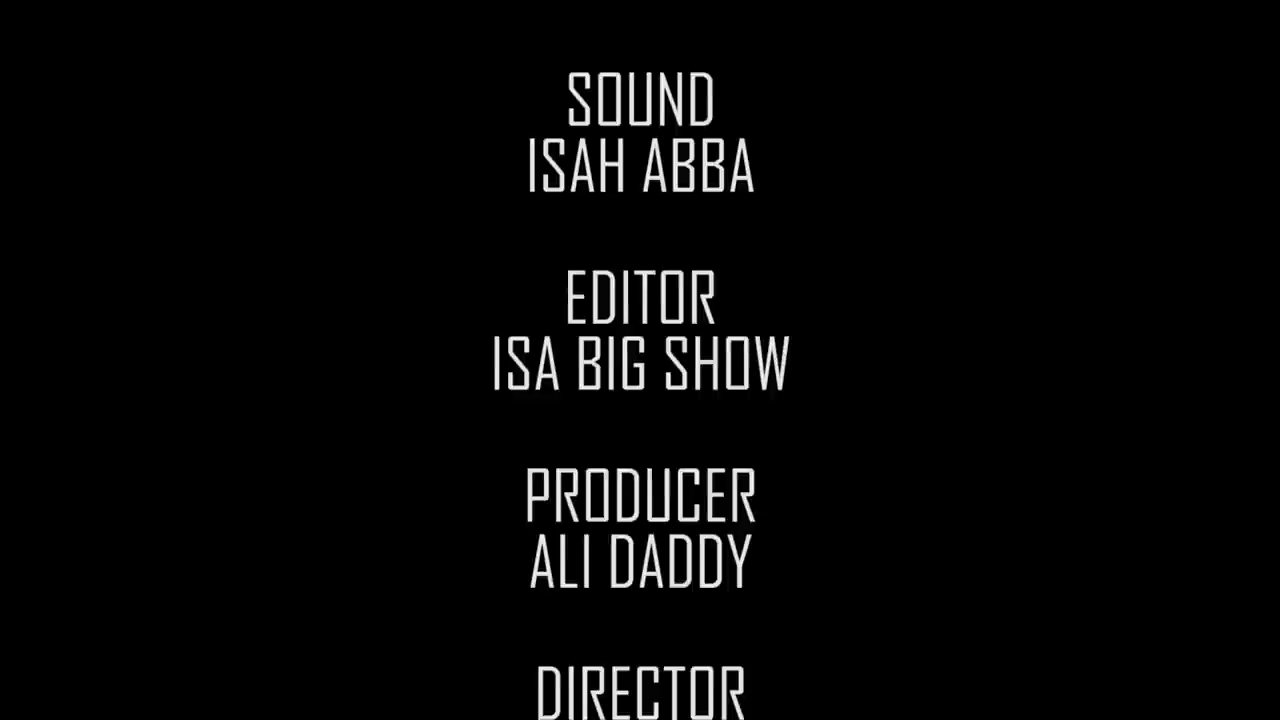 SOUND
ISAH ABBA
EDITOR
ISA BIG SHOW
PRODUCER
ALI DADDY
DIRECTOR